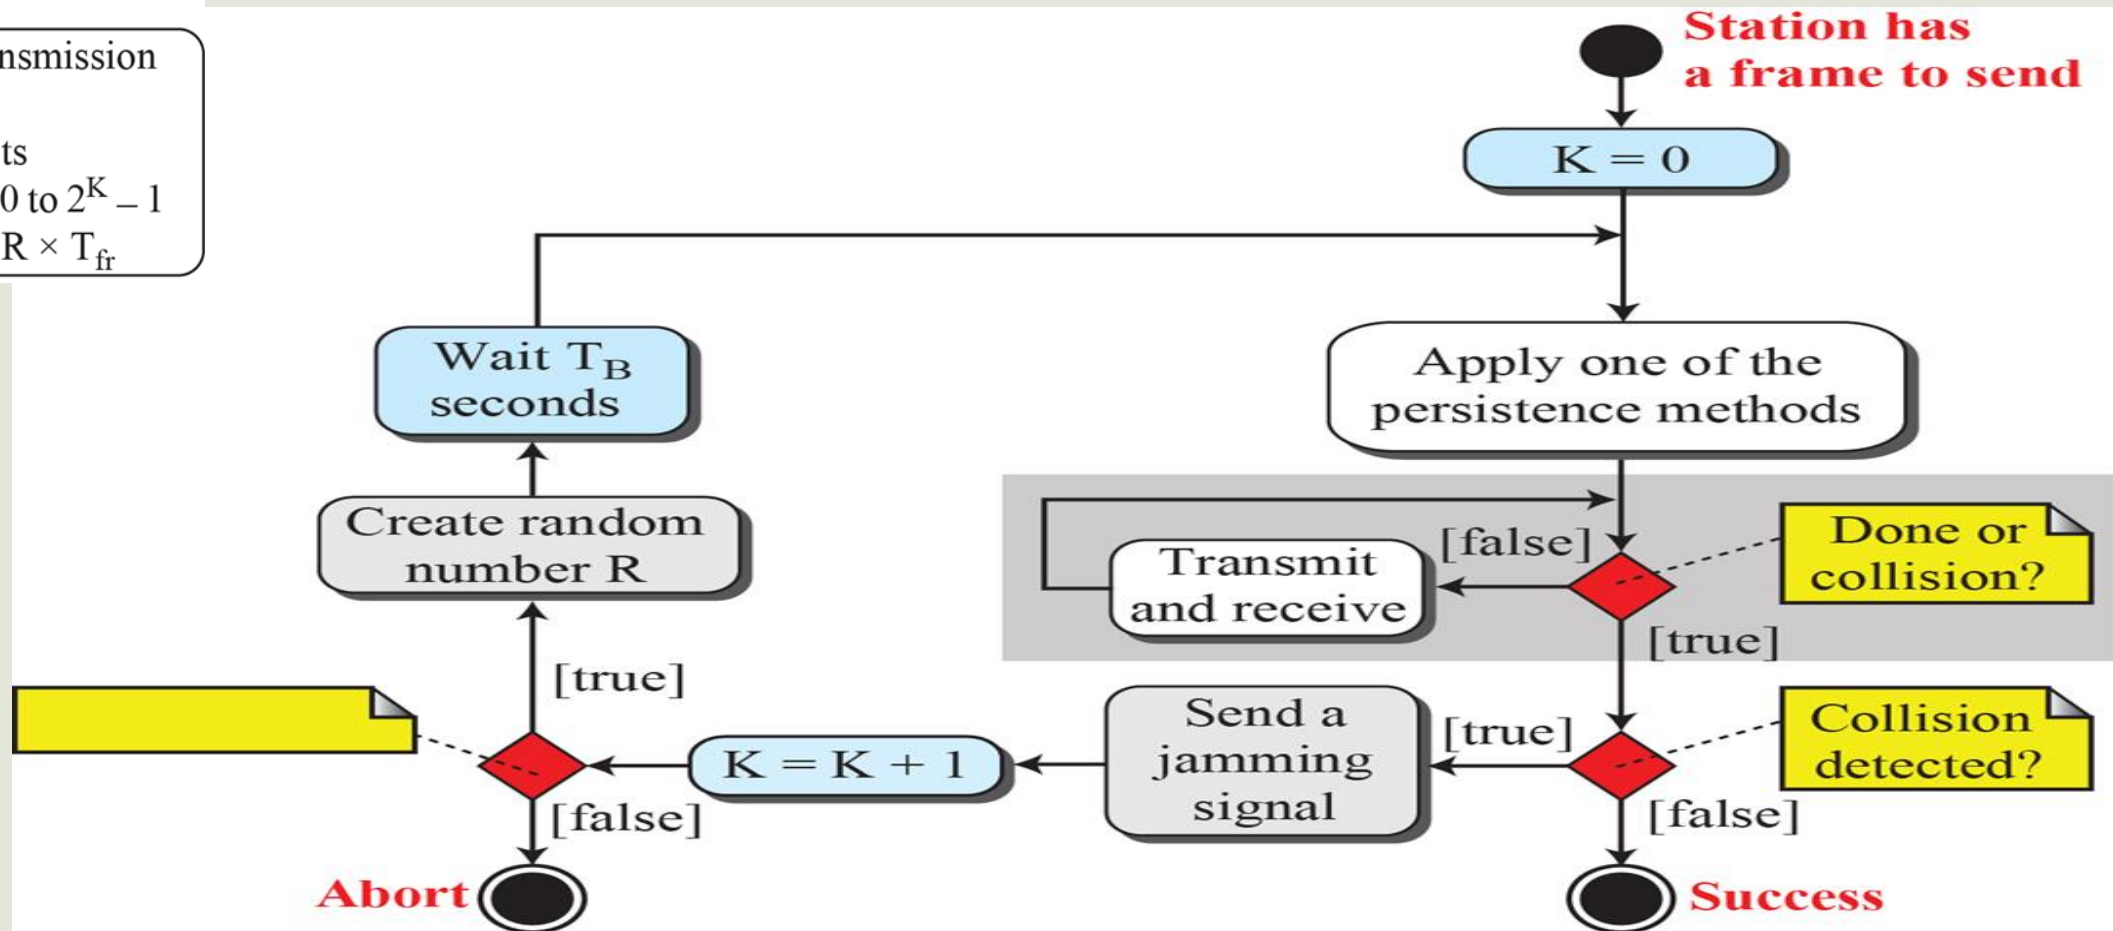 Station has
a frame to send
nsmission
ts
0 to 2^K – 1
R × T_fr
K = 0
Wait T_B
seconds
Apply one of the
persistence methods
Create random
number R
[false]
Transmit
and receive
Done or
collision?
[true]
[true]
Send a
jamming
signal
[true]
Collision
detected?
K = K + 1
[false]
[false]
Abort
Success